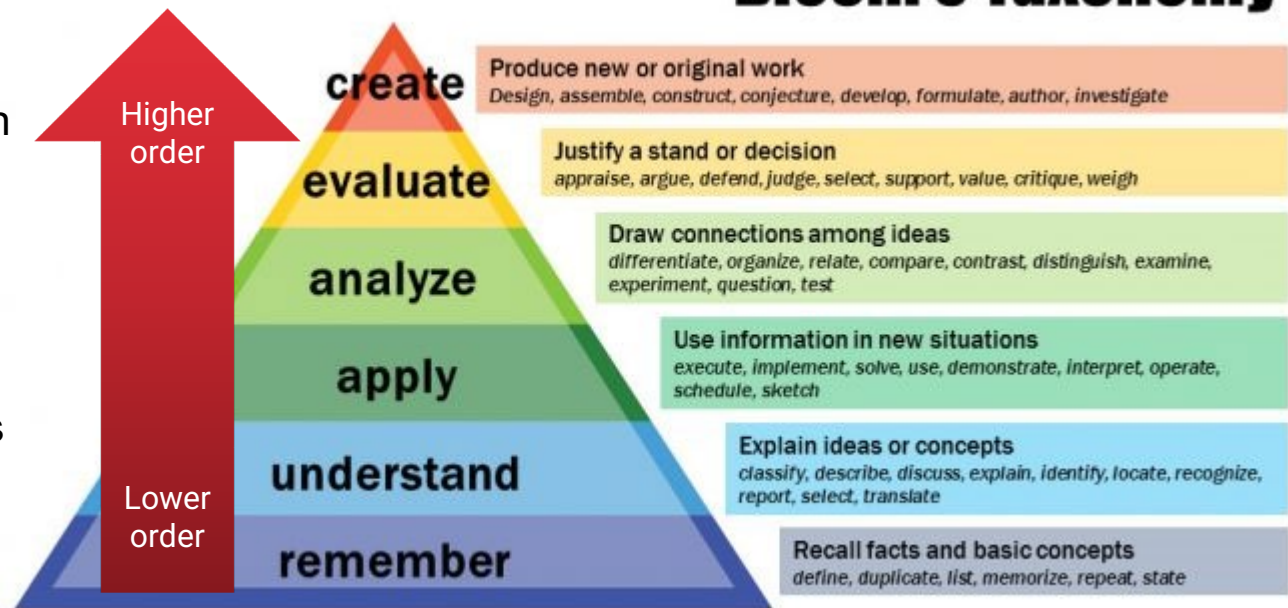 Higher
order
create
Produce new or original work
Design, assemble, construct, conjecture, develop, formulate, author, investigate
evaluate
Justify a stand or decision
appraise, argue, defend, judge, select, support, value, critique, weigh
analyze
Draw connections among ideas
differentiate, organize, relate, compare, contrast, distinguish, examine,
experiment, question, test
apply
Use information in new situations
execute, implement, solve, use, demonstrate, interpret, operate,
schedule, sketch
understand
Explain ideas or concepts
classify, describe, discuss, explain, identify, locate, recognize,
report, select, translate
Lower
order
remember
Recall facts and basic concepts
define, duplicate, list, memorize, repeat, state